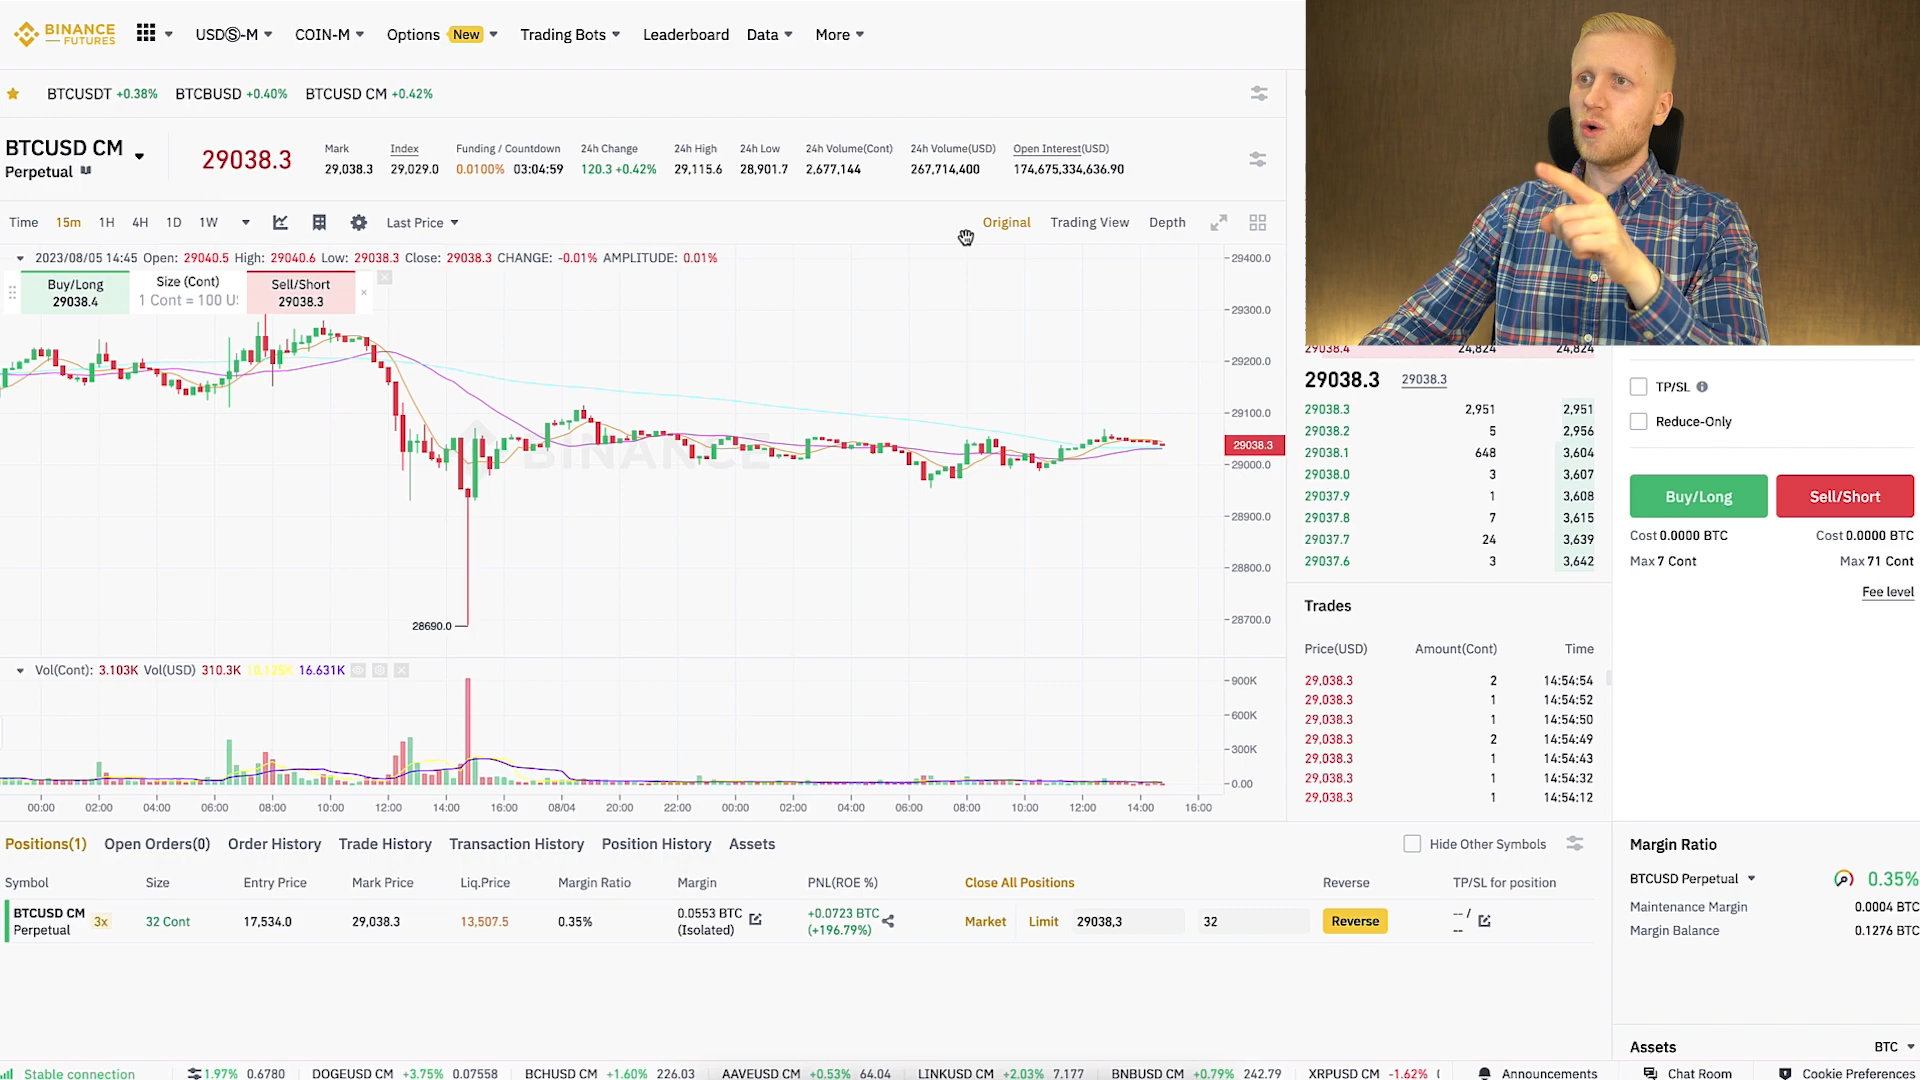 BINANCE
FUTURES
USDⓈ-M
COIN-M
Options New
Trading Bots
Leaderboard
Data
More
BTCUSDT +0.38%
BTCBUSD +0.40%
BTCUSD CM +0.42%
BTCUSD CM
Perpetual
29038.3
Mark
29,038.3
Index
29,029.0
Funding / Countdown
0.0100% 03:04:59
24h Change
120.3 +0.42%
24h High
29,115.6
24h Low
28,901.7
24h Volume(Cont)
2,677,144
24h Volume(USD)
267,714,400
Open Interest(USD)
174,675,334,636.90
Time 15m 1H 4H 1D 1W
Last Price
Original Trading View Depth
2023/08/05 14:45 Open: 29040.5 High: 29040.6 Low: 29038.3 Close: 29038.3 CHANGE: -0.01% AMPLITUDE: 0.01%
Buy/Long
29038.4
Size (Cont)
1 Cont = 100 U
Sell/Short
29038.3
29400.0
29300.0
29200.0
29100.0
29038.3
29000.0
28900.0
28800.0
28700.0
BINANCE
28690.0
Vol(Cont): 3.103K Vol(USD) 310.3K 10.125K 16.631K
900K
600K
300K
0.00
00:00 02:00 04:00 06:00 08:00 10:00 12:00 14:00 16:00 08/04 20:00 22:00 00:00 02:00 04:00 06:00 08:00 10:00 12:00 14:00 16:00
29038.4 24,824 24,824
29038.3 29038.3
29038.3 2,951 2,951
29038.2 5 2,956
29038.1 648 3,604
29038.0 3 3,607
29037.9 1 3,608
29037.8 7 3,615
29037.7 24 3,639
29037.6 3 3,642
Trades
Price(USD) Amount(Cont) Time
29,038.3 2 14:54:54
29,038.3 1 14:54:52
29,038.3 1 14:54:50
29,038.3 2 14:54:49
29,038.3 1 14:54:43
29,038.3 1 14:54:32
29,038.3 1 14:54:12
TP/SL
Reduce-Only
Buy/Long Sell/Short
Cost 0.0000 BTC Cost 0.0000 BTC
Max 7 Cont Max 71 Cont
Fee level
Positions(1) Open Orders(0) Order History Trade History Transaction History Position History Assets
Hide Other Symbols
Symbol Size Entry Price Mark Price Liq.Price Margin Ratio Margin PNL(ROE %) Close All Positions Reverse TP/SL for position
BTCUSD CM
Perpetual
3x
32 Cont
17,534.0
29,038.3
13,507.5
0.35%
0.0553 BTC
(Isolated)
+0.0723 BTC
(+196.79%)
Market
Limit
29038,3
32
Reverse
-- /
--
Margin Ratio
BTCUSD Perpetual 0.35%
Maintenance Margin 0.0004 BTC
Margin Balance 0.1276 BTC
Assets BTC
Stable connection
1.97% 0.6780
DOGEUSD CM +3.75% 0.07558
BCHUSD CM +1.60% 226.03
AAVEUSD CM +0.53% 64.04
LINKUSD CM +2.03% 7.177
BNBUSD CM +0.79% 242.79
XRPUSD CM -1.62%
Announcements
Chat Room
Cookie Preferences